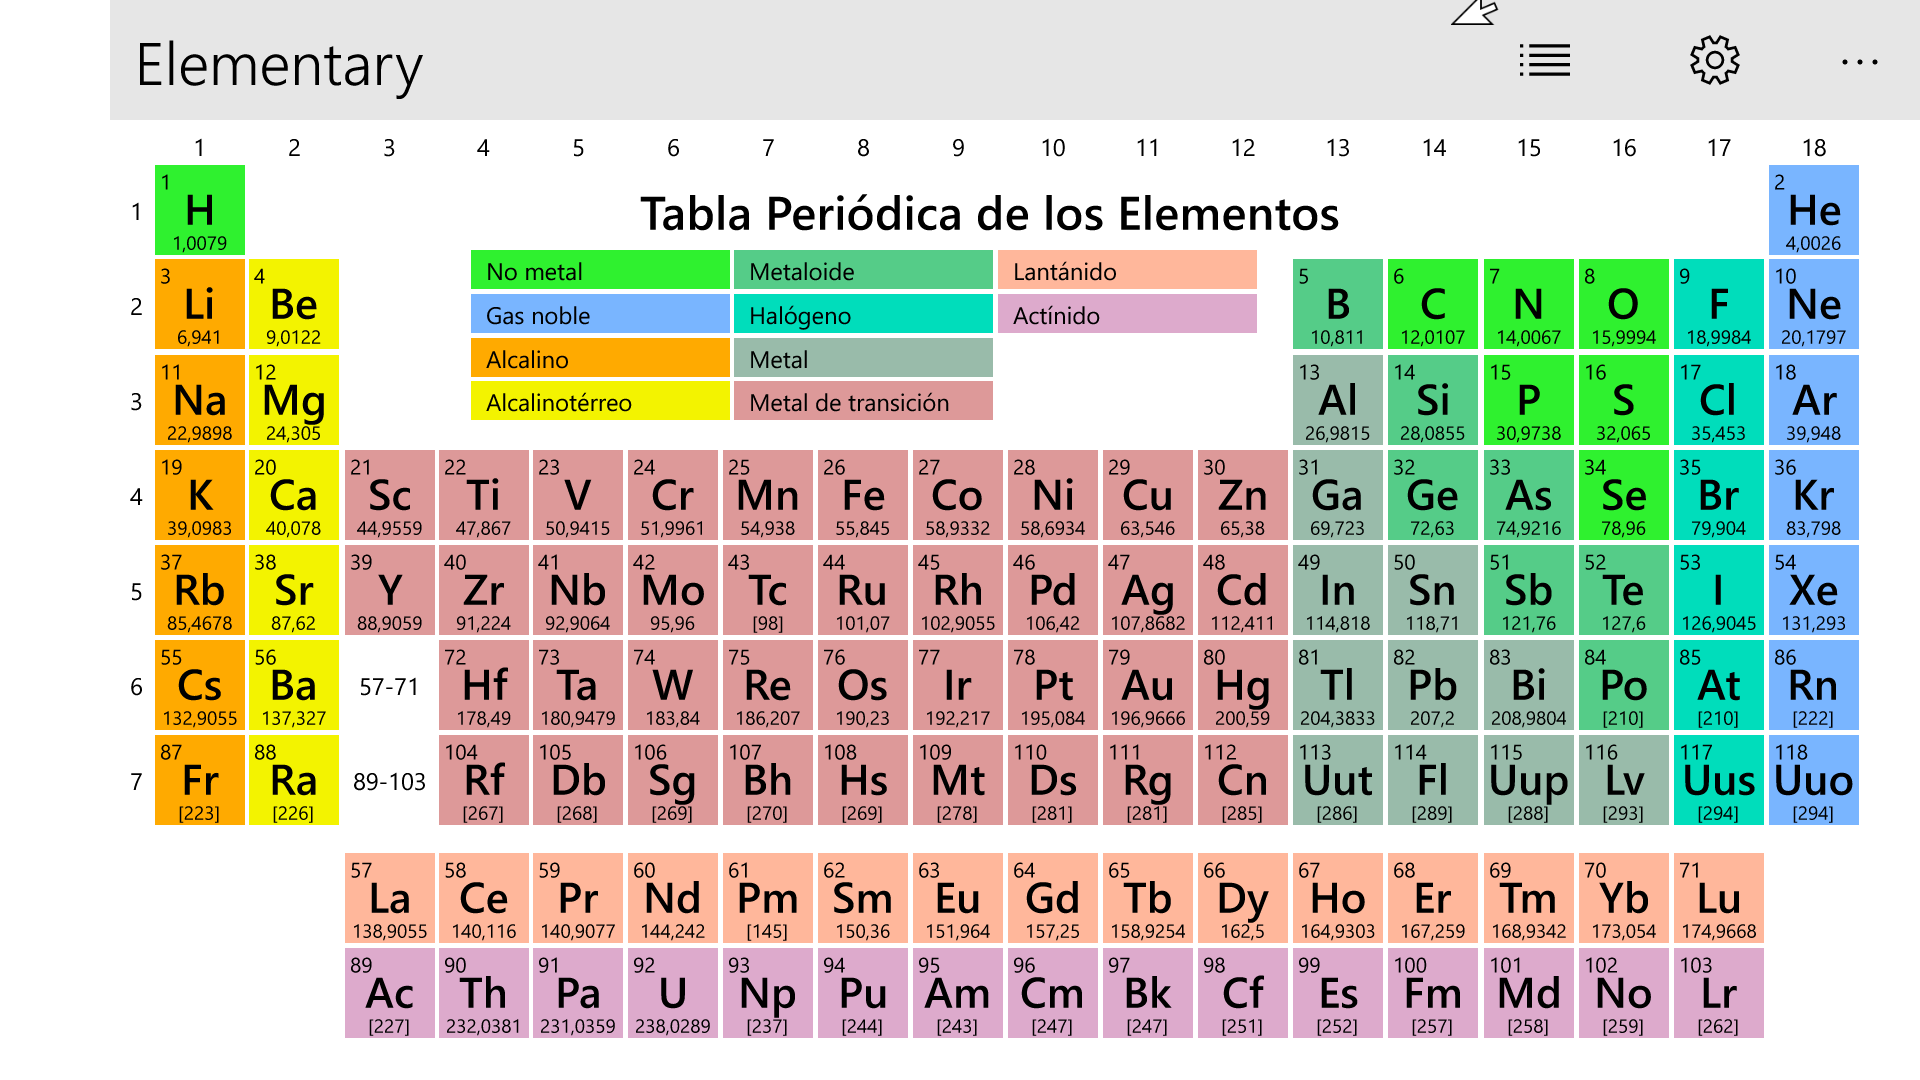 Elementary
...
1 2 3 4 5 6 7 8 9 10 11 12 13 14 15 16 17 18
Tabla Periódica de los Elementos
No metal Metaloide Lantánido
Gas noble Halógeno Actínido
Alcalino Metal
Alcalinotérreo Metal de transición
1 2
1 H He
1,0079 4,0026
3 4 5 6 7 8 9 10
2 Li Be B C N O F Ne
6,941 9,0122 10,811 12,0107 14,0067 15,9994 18,9984 20,1797
11 12 13 14 15 16 17 18
3 Na Mg Al Si P S Cl Ar
22,9898 24,305 26,9815 28,0855 30,9738 32,065 35,453 39,948
19 20 21 22 23 24 25 26 27 28 29 30 31 32 33 34 35 36
4 K Ca Sc Ti V Cr Mn Fe Co Ni Cu Zn Ga Ge As Se Br Kr
39,0983 40,078 44,9559 47,867 50,9415 51,9961 54,938 55,845 58,9332 58,6934 63,546 65,38 69,723 72,63 74,9216 78,96 79,904 83,798
37 38 39 40 41 42 43 44 45 46 47 48 49 50 51 52 53 54
5 Rb Sr Y Zr Nb Mo Tc Ru Rh Pd Ag Cd In Sn Sb Te I Xe
85,4678 87,62 88,9059 91,224 92,9064 95,96 [98] 101,07 102,9055 106,42 107,8682 112,411 114,818 118,71 121,76 127,6 126,9045 131,293
55 56 72 73 74 75 76 77 78 79 80 81 82 83 84 85 86
6 Cs Ba 57-71 Hf Ta W Re Os Ir Pt Au Hg Tl Pb Bi Po At Rn
132,9055 137,327 178,49 180,9479 183,84 186,207 190,23 192,217 195,084 196,9666 200,59 204,3833 207,2 208,9804 [210] [210] [222]
87 88 104 105 106 107 108 109 110 111 112 113 114 115 116 117 118
7 Fr Ra 89-103 Rf Db Sg Bh Hs Mt Ds Rg Cn Uut Fl Uup Lv Uus Uuo
[223] [226] [267] [268] [269] [270] [269] [278] [281] [281] [285] [286] [289] [288] [293] [294] [294]
57 58 59 60 61 62 63 64 65 66 67 68 69 70 71
La Ce Pr Nd Pm Sm Eu Gd Tb Dy Ho Er Tm Yb Lu
138,9055 140,116 140,9077 144,242 [145] 150,36 151,964 157,25 158,9254 162,5 164,9303 167,259 168,9342 173,054 174,9668
89 90 91 92 93 94 95 96 97 98 99 100 101 102 103
Ac Th Pa U Np Pu Am Cm Bk Cf Es Fm Md No Lr
[227] 232,0381 231,0359 238,0289 [237] [244] [243] [247] [247] [251] [252] [257] [258] [259] [262]